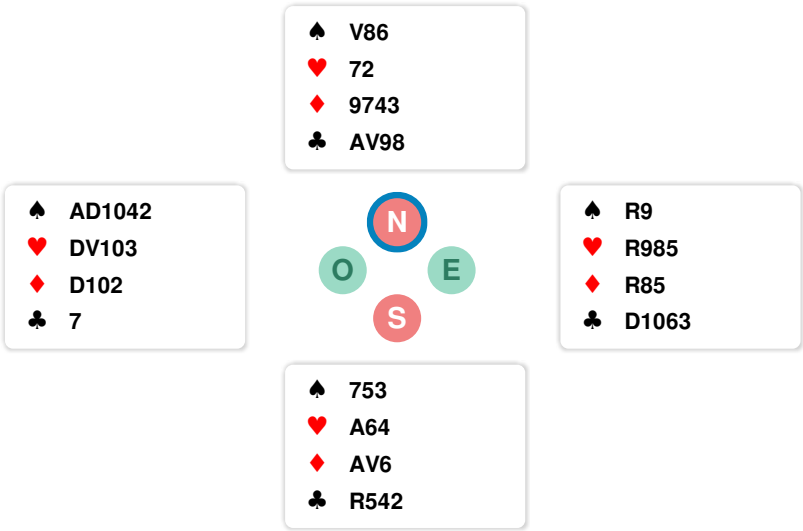 ♠ V86
♥ 72
♦ 9743
♣ AV98
♠ AD1042
♥ DV103
♦ D102
♣ 7
N
O E
S
♠ R9
♥ R985
♦ R85
♣ D1063
♠ 753
♥ A64
♦ AV6
♣ R542